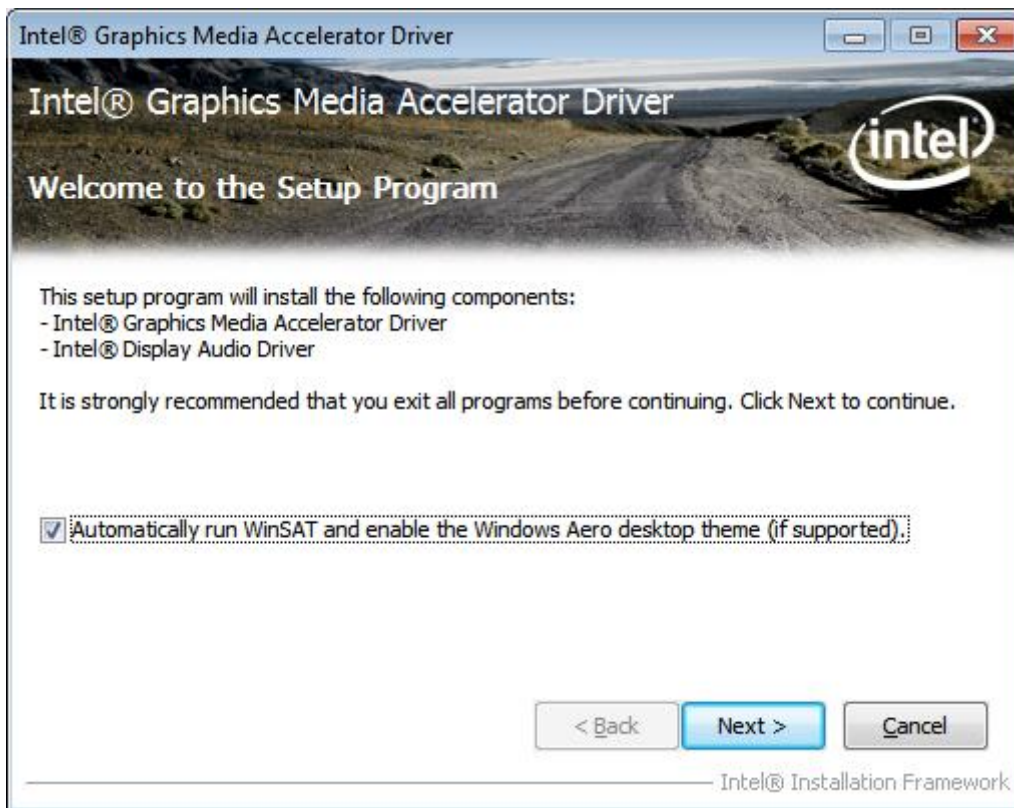 Intel® Graphics Media Accelerator Driver
Intel® Graphics Media Accelerator Driver
intel
Welcome to the Setup Program
This setup program will install the following components:
- Intel® Graphics Media Accelerator Driver
- Intel® Display Audio Driver
It is strongly recommended that you exit all programs before continuing. Click Next to continue.
Automatically run WinSAT and enable the Windows Aero desktop theme (if supported).
< Back Next > Cancel
Intel® Installation Framework